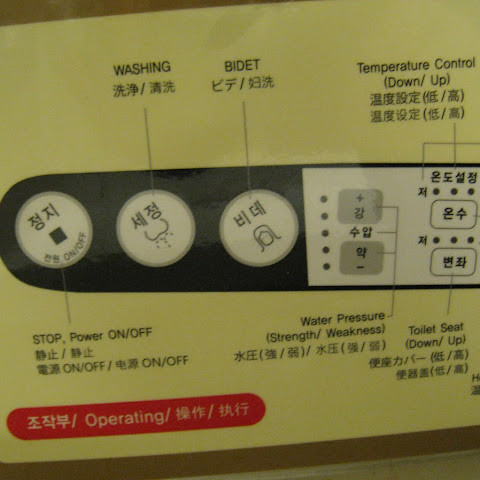 WASHING
洗浄/清洗
BIDET
ビデ/妇洗
Temperature Control
(Down/ Up)
温度設定(低/高)
温度设定(低/高)
정지
전원 ON/OFF
세정
비데
+
강
수압
약
−
온도설정
저
온수
저
변좌
STOP, Power ON/OFF
静止/静止
電源 ON/OFF/电源 ON/OFF
Water Pressure
(Strength/ Weakness)
水圧(強/弱)/ 水压(强/弱)
Toilet Seat
(Down/ Up)
便座カバー(低/高)
便器盖(低/高)
조작부/ Operating/ 操作/ 执行